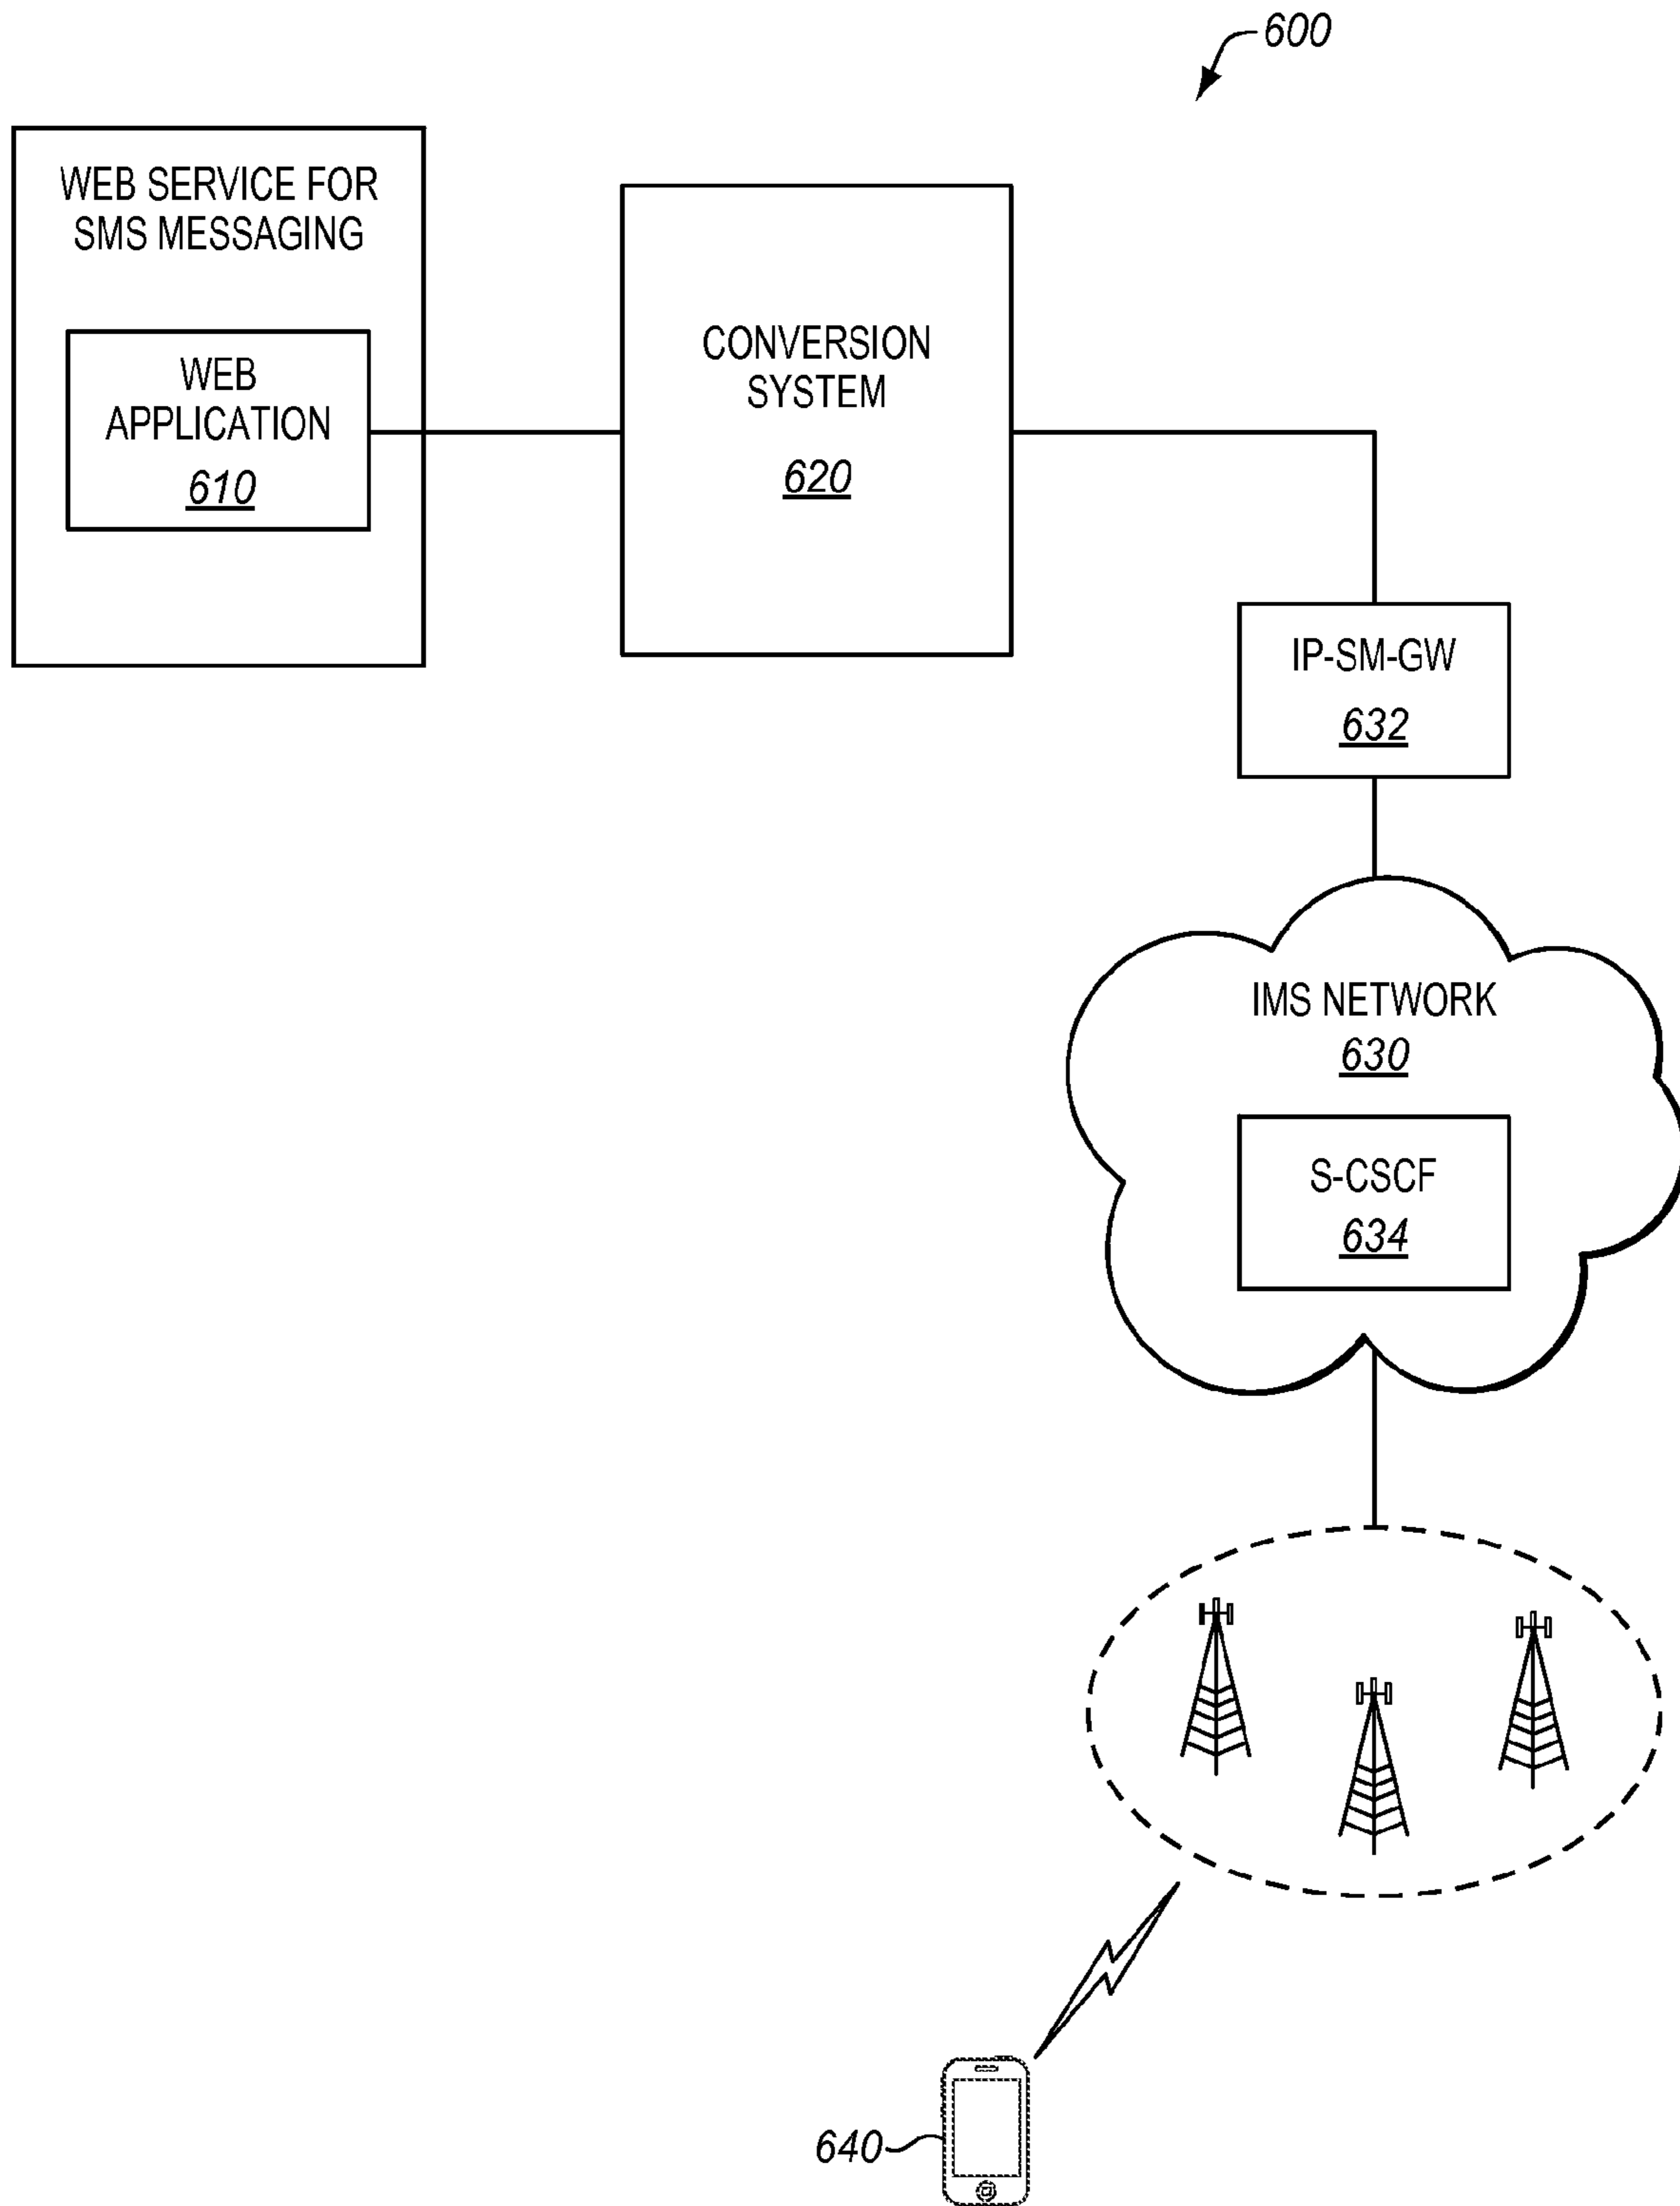 600
WEB SERVICE FOR
SMS MESSAGING
WEB
APPLICATION
610
CONVERSION
SYSTEM
620
IP-SM-GW
632
IMS NETWORK
630
S-CSCF
634
640